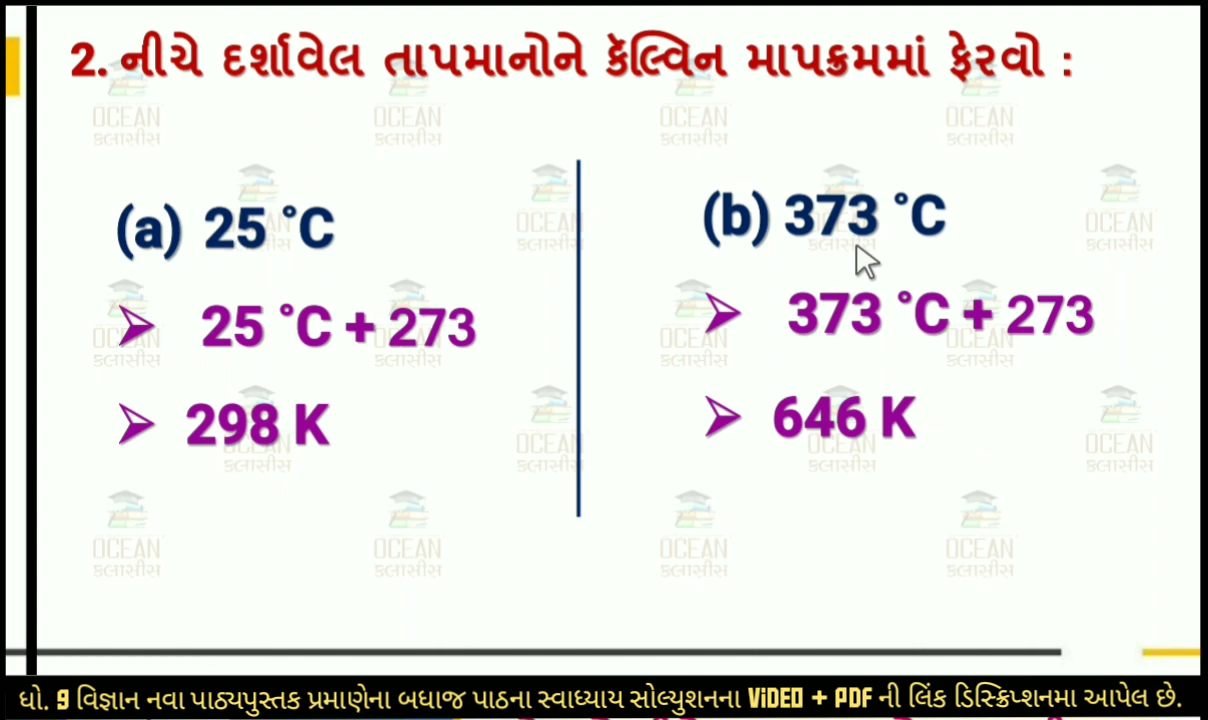 2. નીચે દર્શાવેલ તાપમાનોને કૅલ્વિન માપક્રમમાં ફેરવો :
(a) 25 °C
➢ 25 °C + 273
➢ 298 K
(b) 373 °C
➢ 373 °C + 273
➢ 646 K
OCEAN
ક્લાસીસ
ધો. 9 વિજ્ઞાન નવા પાઠ્યપુસ્તક પ્રમાણેના બધાજ પાઠના સ્વાધ્યાય સોલ્યુશનના ViDEO + PDF ની લિંક ડિસ્ક્રિપ્શનમા આપેલ છે.